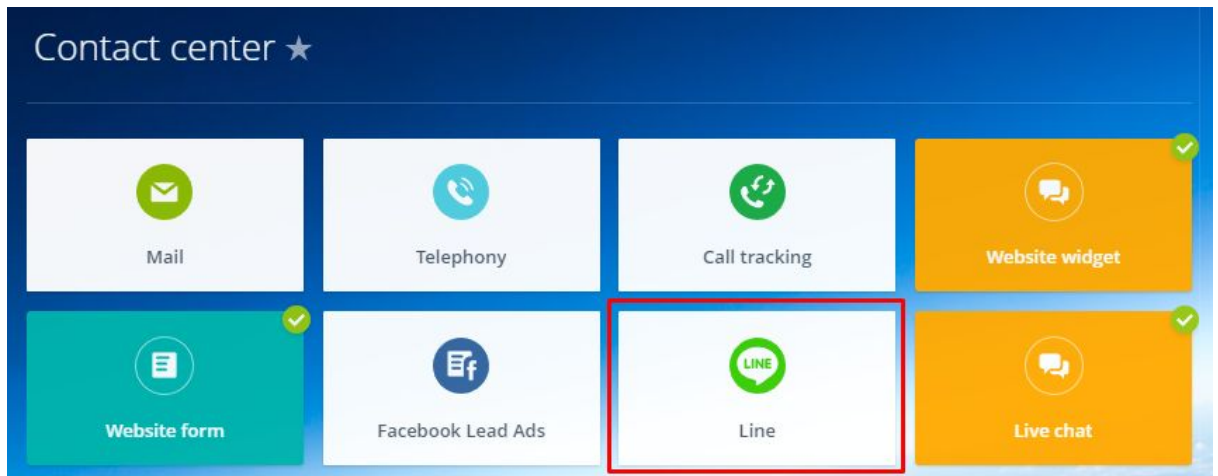 Contact center
Mail
Telephony
Call tracking
Website widget
Website form
f
Facebook Lead Ads
LINE
Line
Live chat